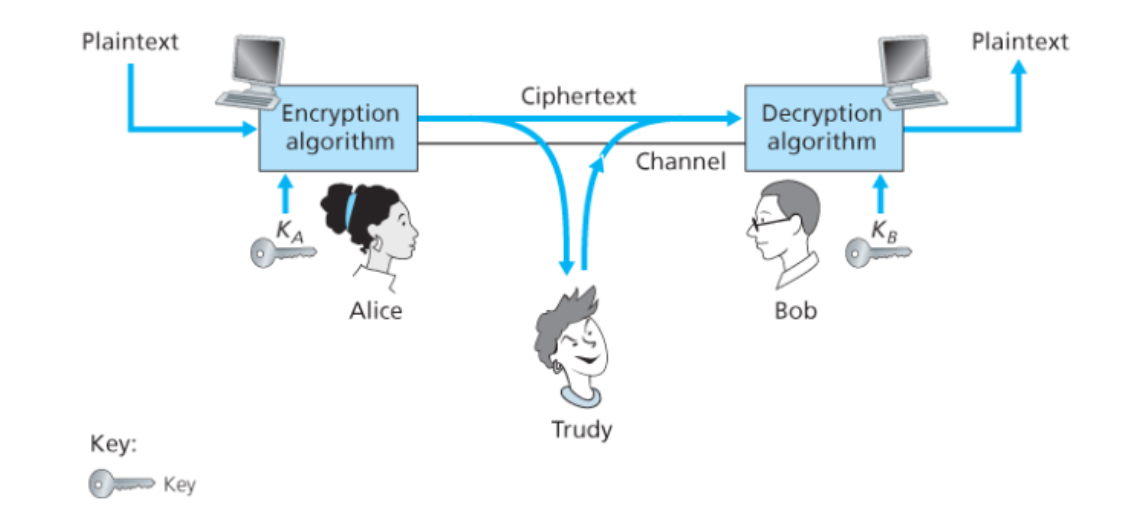 Plaintext
Plaintext
Ciphertext
Encryption
algorithm
Decryption
algorithm
Channel
K_A
K_B
Alice
Bob
Trudy
Key:
Key